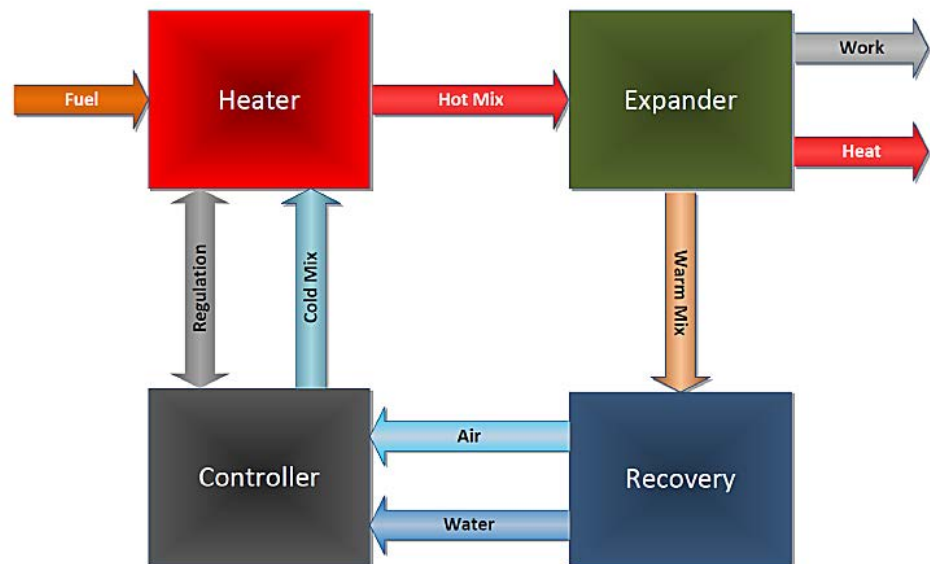 Work
Fuel
Heater
Hot Mix
Expander
Heat
Regulation
Cold Mix
Warm Mix
Air
Controller
Recovery
Water